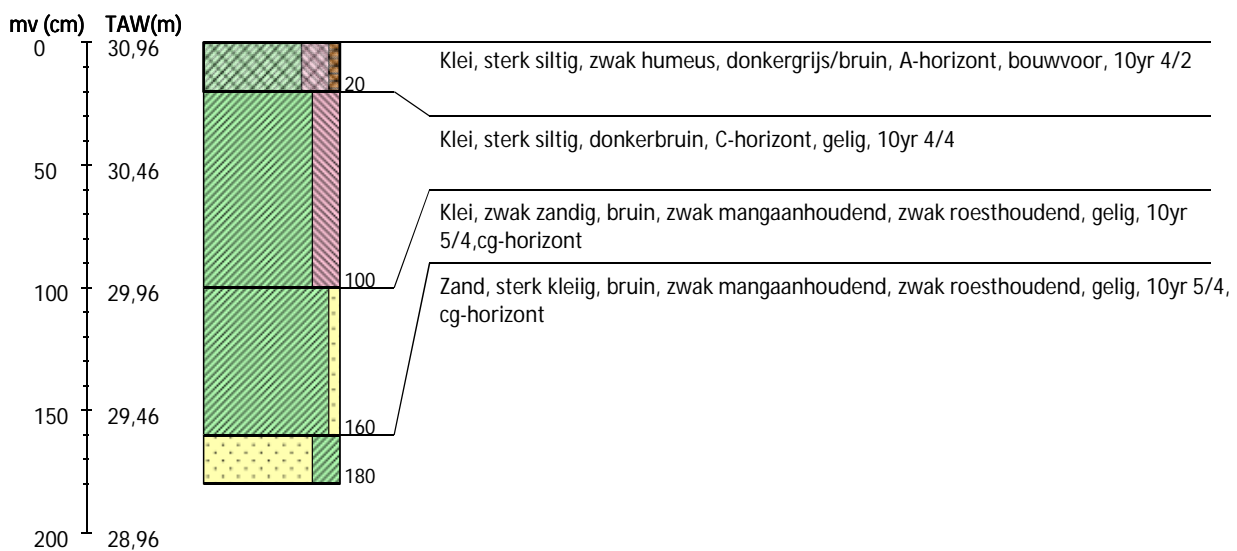 mv (cm) TAW(m)
0 30,96
Klei, sterk siltig, zwak humeus, donkergrijs/bruin, A-horizont, bouwvoor, 10yr 4/2
20
Klei, sterk siltig, donkerbruin, C-horizont, gelig, 10yr 4/4
50 30,46
Klei, zwak zandig, bruin, zwak mangaanhoudend, zwak roesthoudend, gelig, 10yr
5/4,cg-horizont
100
100 29,96
Zand, sterk kleiig, bruin, zwak mangaanhoudend, zwak roesthoudend, gelig, 10yr 5/4,
cg-horizont
150 29,46
160
180
200 28,96